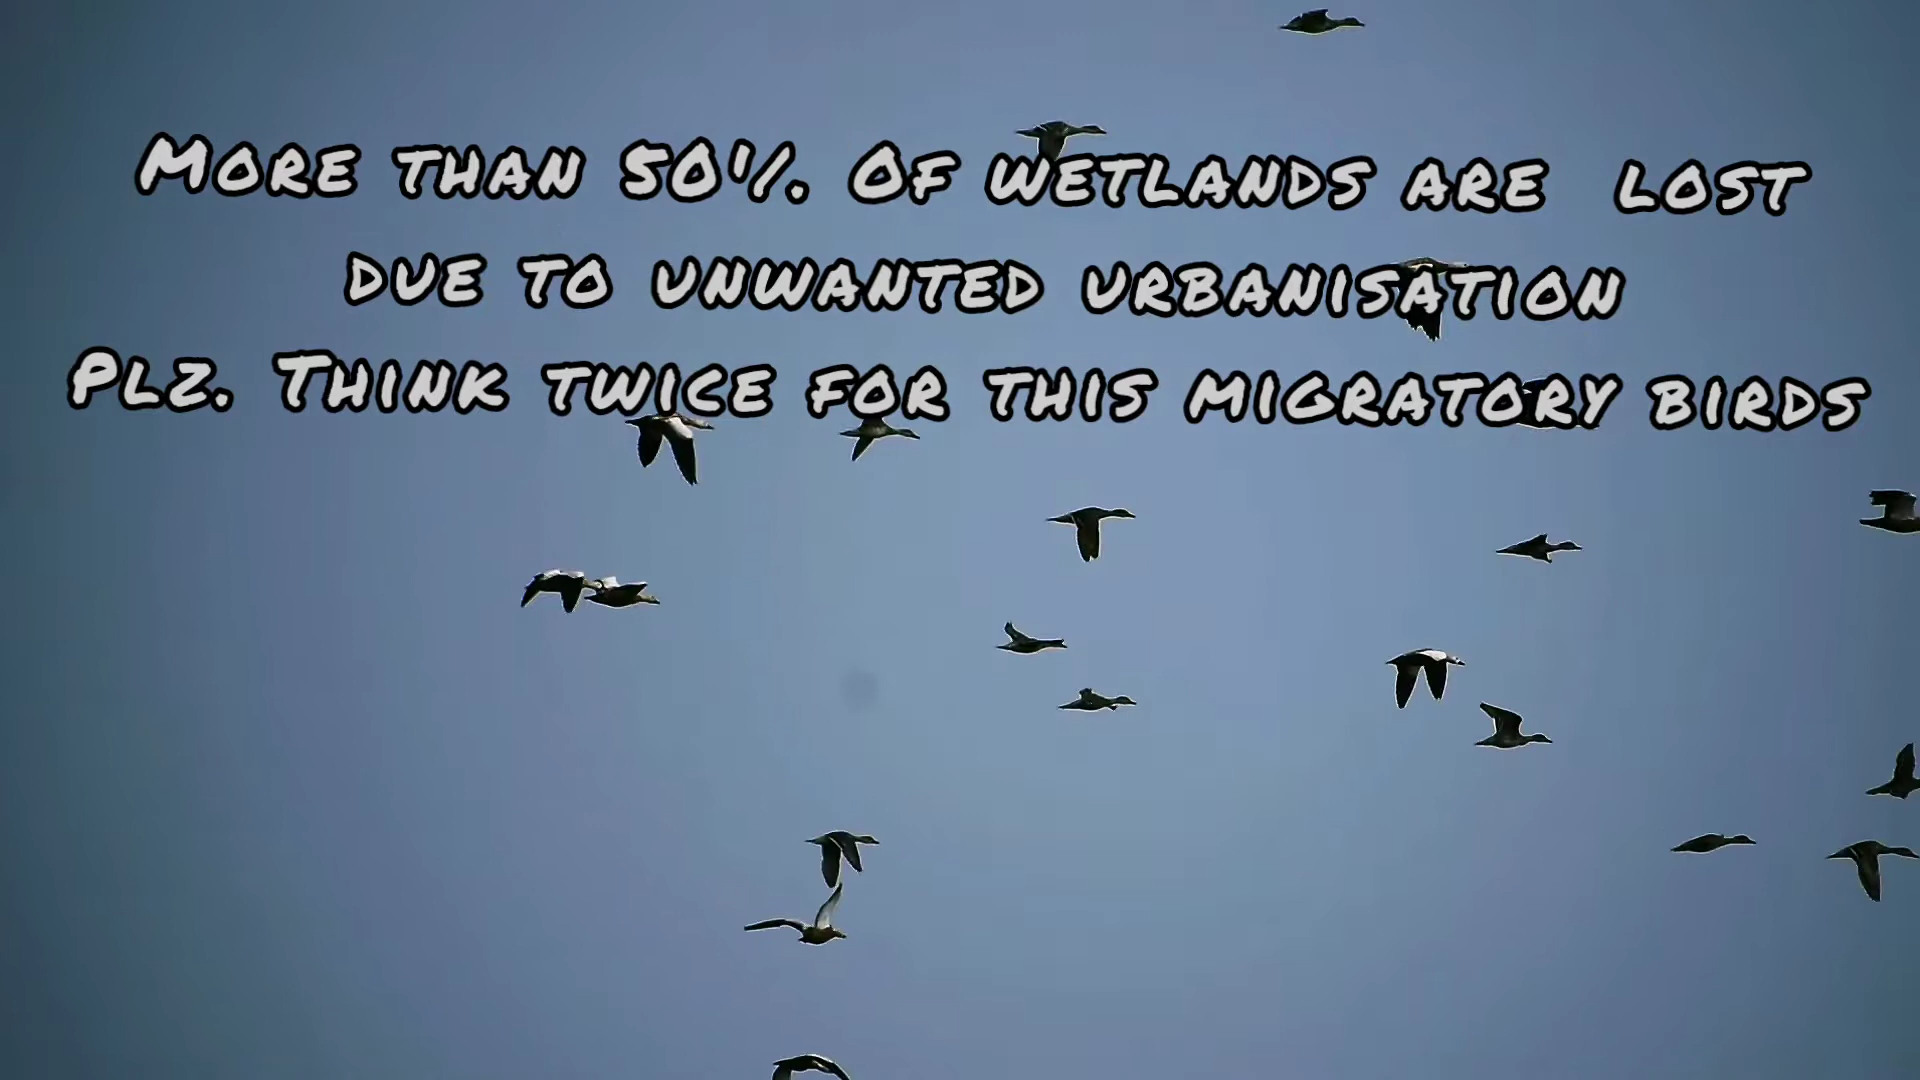 More than 50%. Of wetlands are lost
due to unwanted urbanisation
Plz. Think twice for this migratory birds